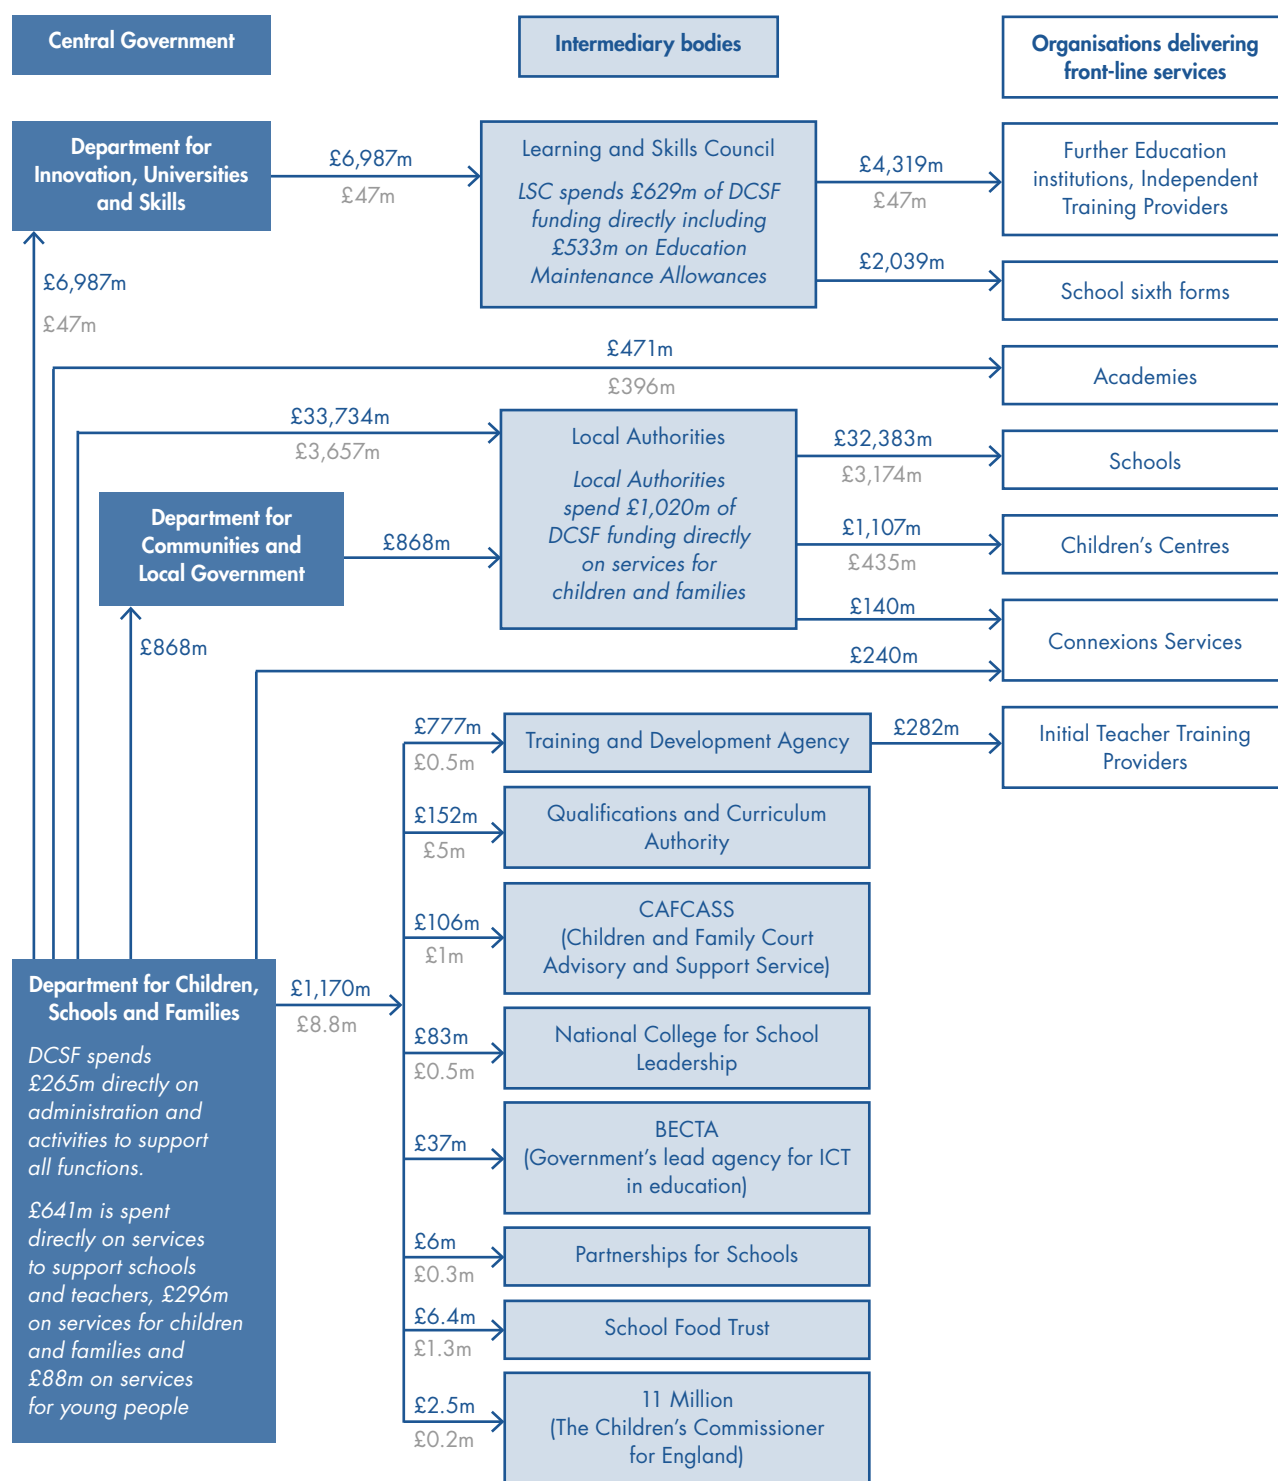 Central Government
Intermediary bodies
Organisations delivering
front-line services
Department for
Innovation, Universities
and Skills
£6,987m
£47m
Learning and Skills Council
LSC spends £629m of DCSF
funding directly including
£533m on Education
Maintenance Allowances
£4,319m
£47m
Further Education
institutions, Independent
Training Providers
£2,039m
School sixth forms
£6,987m
£47m
£471m
£396m
Academies
£33,734m
£3,657m
Local Authorities
Local Authorities
spend £1,020m of
DCSF funding directly
on services for
children and families
£32,383m
£3,174m
Schools
Department for
Communities and
Local Government
£868m
£1,107m
£435m
Children's Centres
£140m
Connexions Services
£868m
£240m
£777m
£0.5m
Training and Development Agency
£282m
Initial Teacher Training
Providers
£152m
£5m
Qualifications and Curriculum
Authority
£106m
£1m
CAFCASS
(Children and Family Court
Advisory and Support Service)
Department for Children,
Schools and Families
DCSF spends
£265m directly on
administration and
activities to support
all functions.
£641m is spent
directly on services
to support schools
and teachers, £296m
on services for children
and families and
£88m on services
for young people
£1,170m
£8.8m
£83m
£0.5m
National College for School
Leadership
£37m
BECTA
(Government's lead agency for ICT
in education)
£6m
£0.3m
Partnerships for Schools
£6.4m
£1.3m
School Food Trust
£2.5m
£0.2m
11 Million
(The Children's Commissioner
for England)